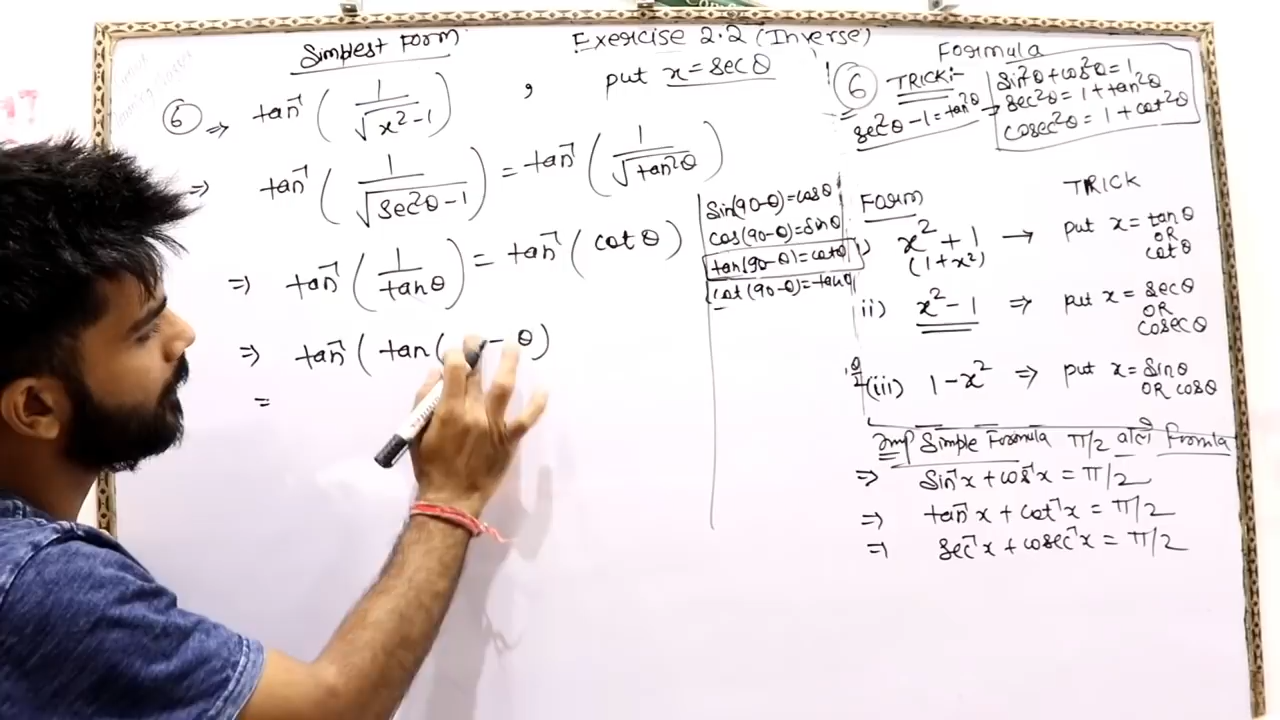 Simplest Form
Exercise 2.2 (Inverse)
⑥ ⇒ tan⁻¹ ( 1 / √(x²-1) ) , put x = sec θ
⇒ tan⁻¹ ( 1 / √(sec²θ-1) ) = tan⁻¹ ( 1 / √(tan²θ) )
⇒ tan⁻¹ ( 1 / tanθ ) = tan⁻¹ ( cot θ )
⇒ tan⁻¹ ( tan ( - θ )
=
sin(90-θ)=cosθ
cos(90-θ)=sinθ
tan(90-θ)=cotθ
cot(90-θ)=tanθ
Formula
⑥ TRICK:-
sec²θ-1=tan²θ →
sin²θ+cos²θ=1
sec²θ = 1+tan²θ
cosec²θ = 1+cot²θ
Form TRICK
i) x² + 1 → put x = tan θ
(1+x²) OR
cot θ
ii) x² - 1 ⇒ put x = sec θ
OR
cosec θ
(iii) 1-x² ⇒ put x = sinθ
OR cosθ
Imp Simple Formula π/2 वाले Formula
⇒ sin⁻¹x + cos⁻¹x = π/2
⇒ tan⁻¹x + cot⁻¹x = π/2
⇒ sec⁻¹x + cosec⁻¹x = π/2